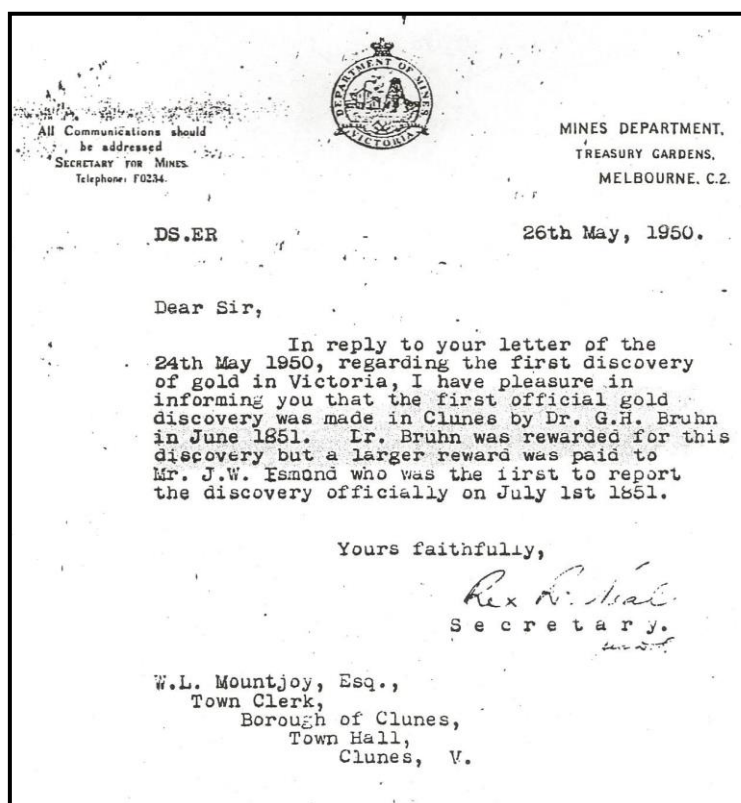 DEPARTMENT OF MINES
VICTORIA
All Communications should
be addressed
SECRETARY FOR MINES.
Telephone: F0234.
MINES DEPARTMENT,
TREASURY GARDENS,
MELBOURNE, C.2.
DS.ER
26th May, 1950.
Dear Sir,
In reply to your letter of the
24th May 1950, regarding the first discovery
of gold in Victoria, I have pleasure in
informing you that the first official gold
discovery was made in Clunes by Dr. G.H. Bruhn
in June 1851. Dr. Bruhn was rewarded for this
discovery but a larger reward was paid to
Mr. J.W. Esmond who was the first to report
the discovery officially on July 1st 1851.
Yours faithfully,
Rex R. Neal
Secretary.
W.L. Mountjoy, Esq.,
Town Clerk,
Borough of Clunes,
Town Hall,
Clunes, V.